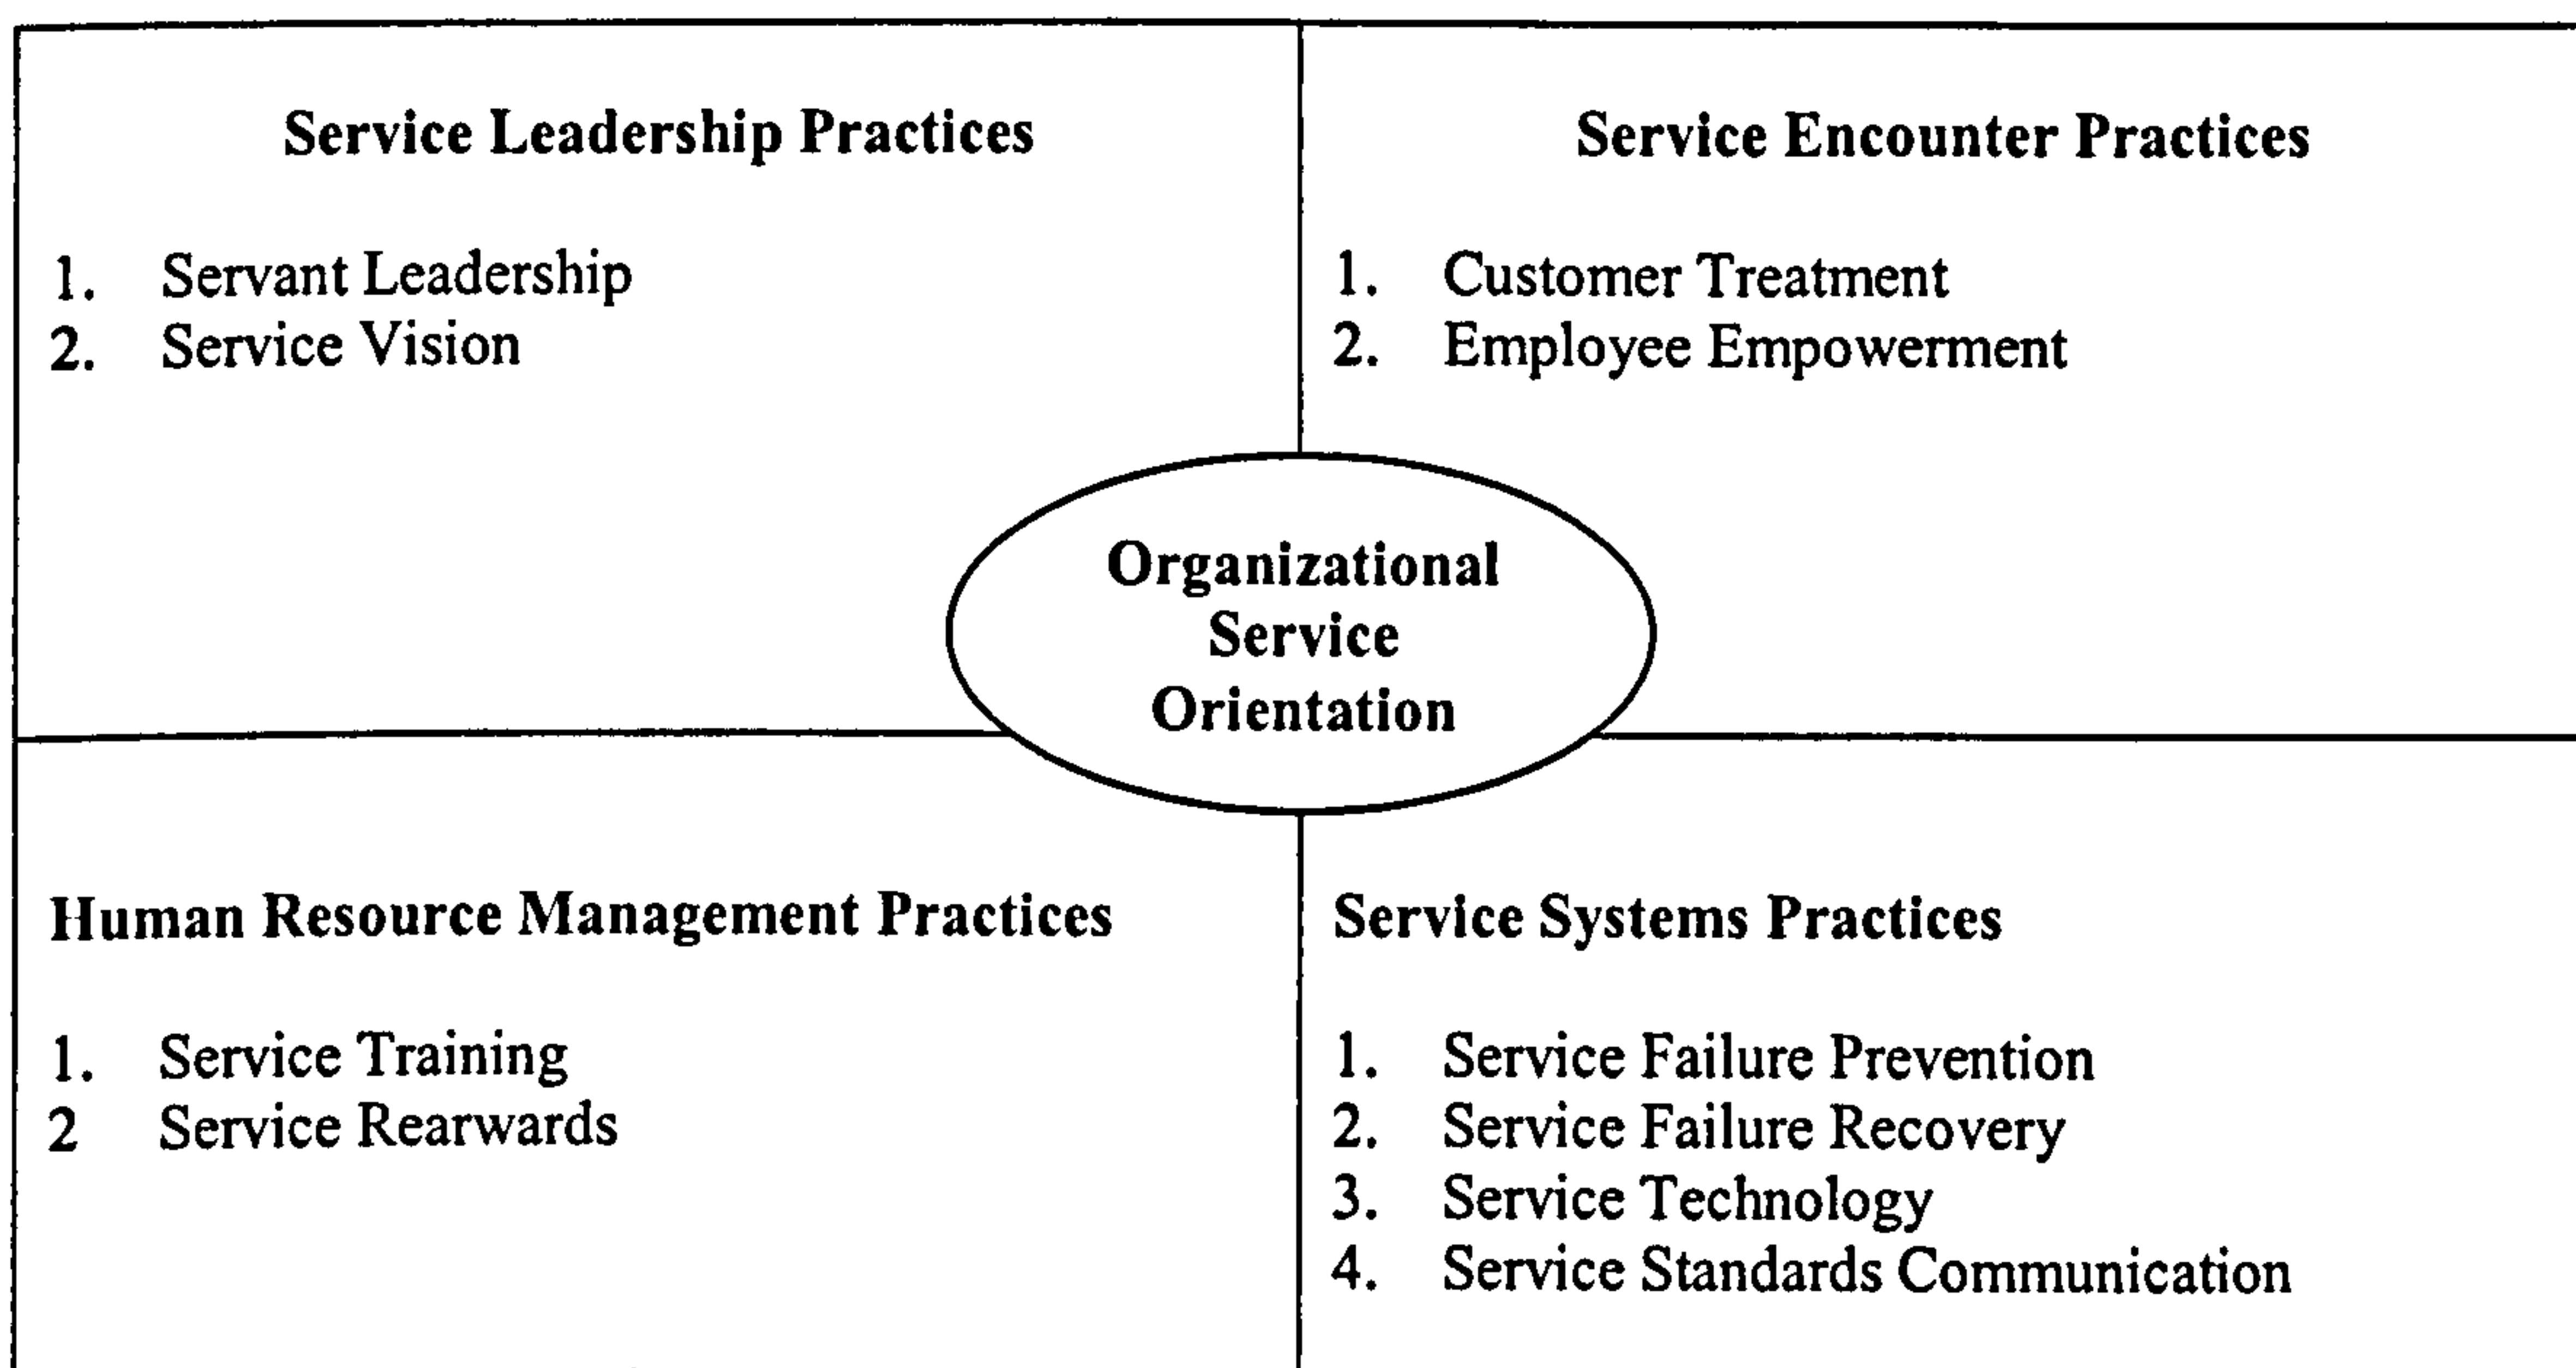 Service Leadership Practices
1. Servant Leadership
2. Service Vision
Service Encounter Practices
1. Customer Treatment
2. Employee Empowerment
Organizational
Service
Orientation
Human Resource Management Practices
1. Service Training
2 Service Rearwards
Service Systems Practices
1. Service Failure Prevention
2. Service Failure Recovery
3. Service Technology
4. Service Standards Communication